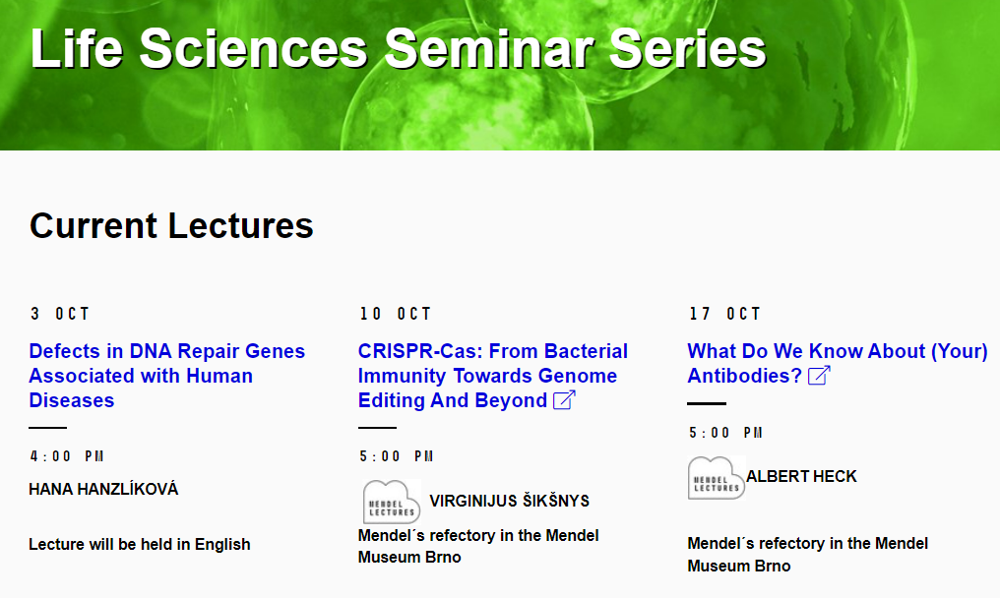 Life Sciences Seminar Series
Current Lectures
3 OCT
Defects in DNA Repair Genes
Associated with Human
Diseases
4:00 PM
HANA HANZLÍKOVÁ
Lecture will be held in English
10 OCT
CRISPR-Cas: From Bacterial
Immunity Towards Genome
Editing And Beyond
5:00 PM
MENDEL
LECTURES
VIRGINIJUS ŠIKŠNYS
Mendel´s refectory in the Mendel
Museum Brno
17 OCT
What Do We Know About (Your)
Antibodies?
5:00 PM
MENDEL
LECTURES
ALBERT HECK
Mendel´s refectory in the Mendel
Museum Brno